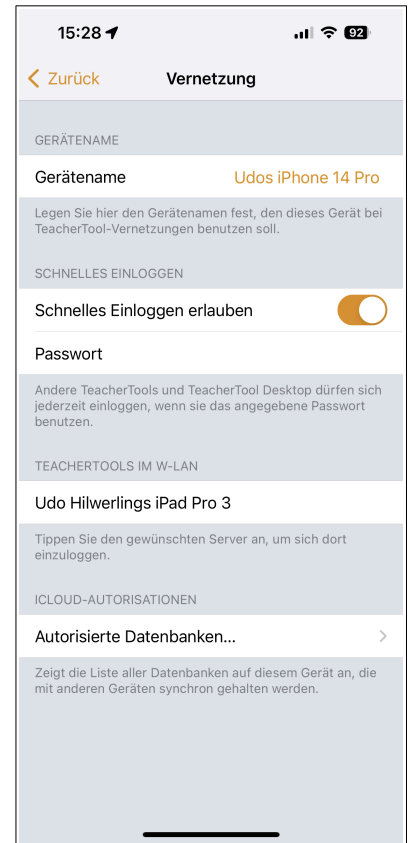 15:28
92
Zurück
Vernetzung
GERÄTENAME
Gerätename
Udos iPhone 14 Pro
Legen Sie hier den Gerätenamen fest, den dieses Gerät bei
TeacherTool-Vernetzungen benutzen soll.
SCHNELLES EINLOGGEN
Schnelles Einloggen erlauben
Passwort
Andere TeacherTools und TeacherTool Desktop dürfen sich
jederzeit einloggen, wenn sie das angegebene Passwort
benutzen.
TEACHERTOOLS IM W-LAN
Udo Hilwerlings iPad Pro 3
Tippen Sie den gewünschten Server an, um sich dort
einzuloggen.
ICLOUD-AUTORISATIONEN
Autorisierte Datenbanken...
Zeigt die Liste aller Datenbanken auf diesem Gerät an, die
mit anderen Geräten synchron gehalten werden.